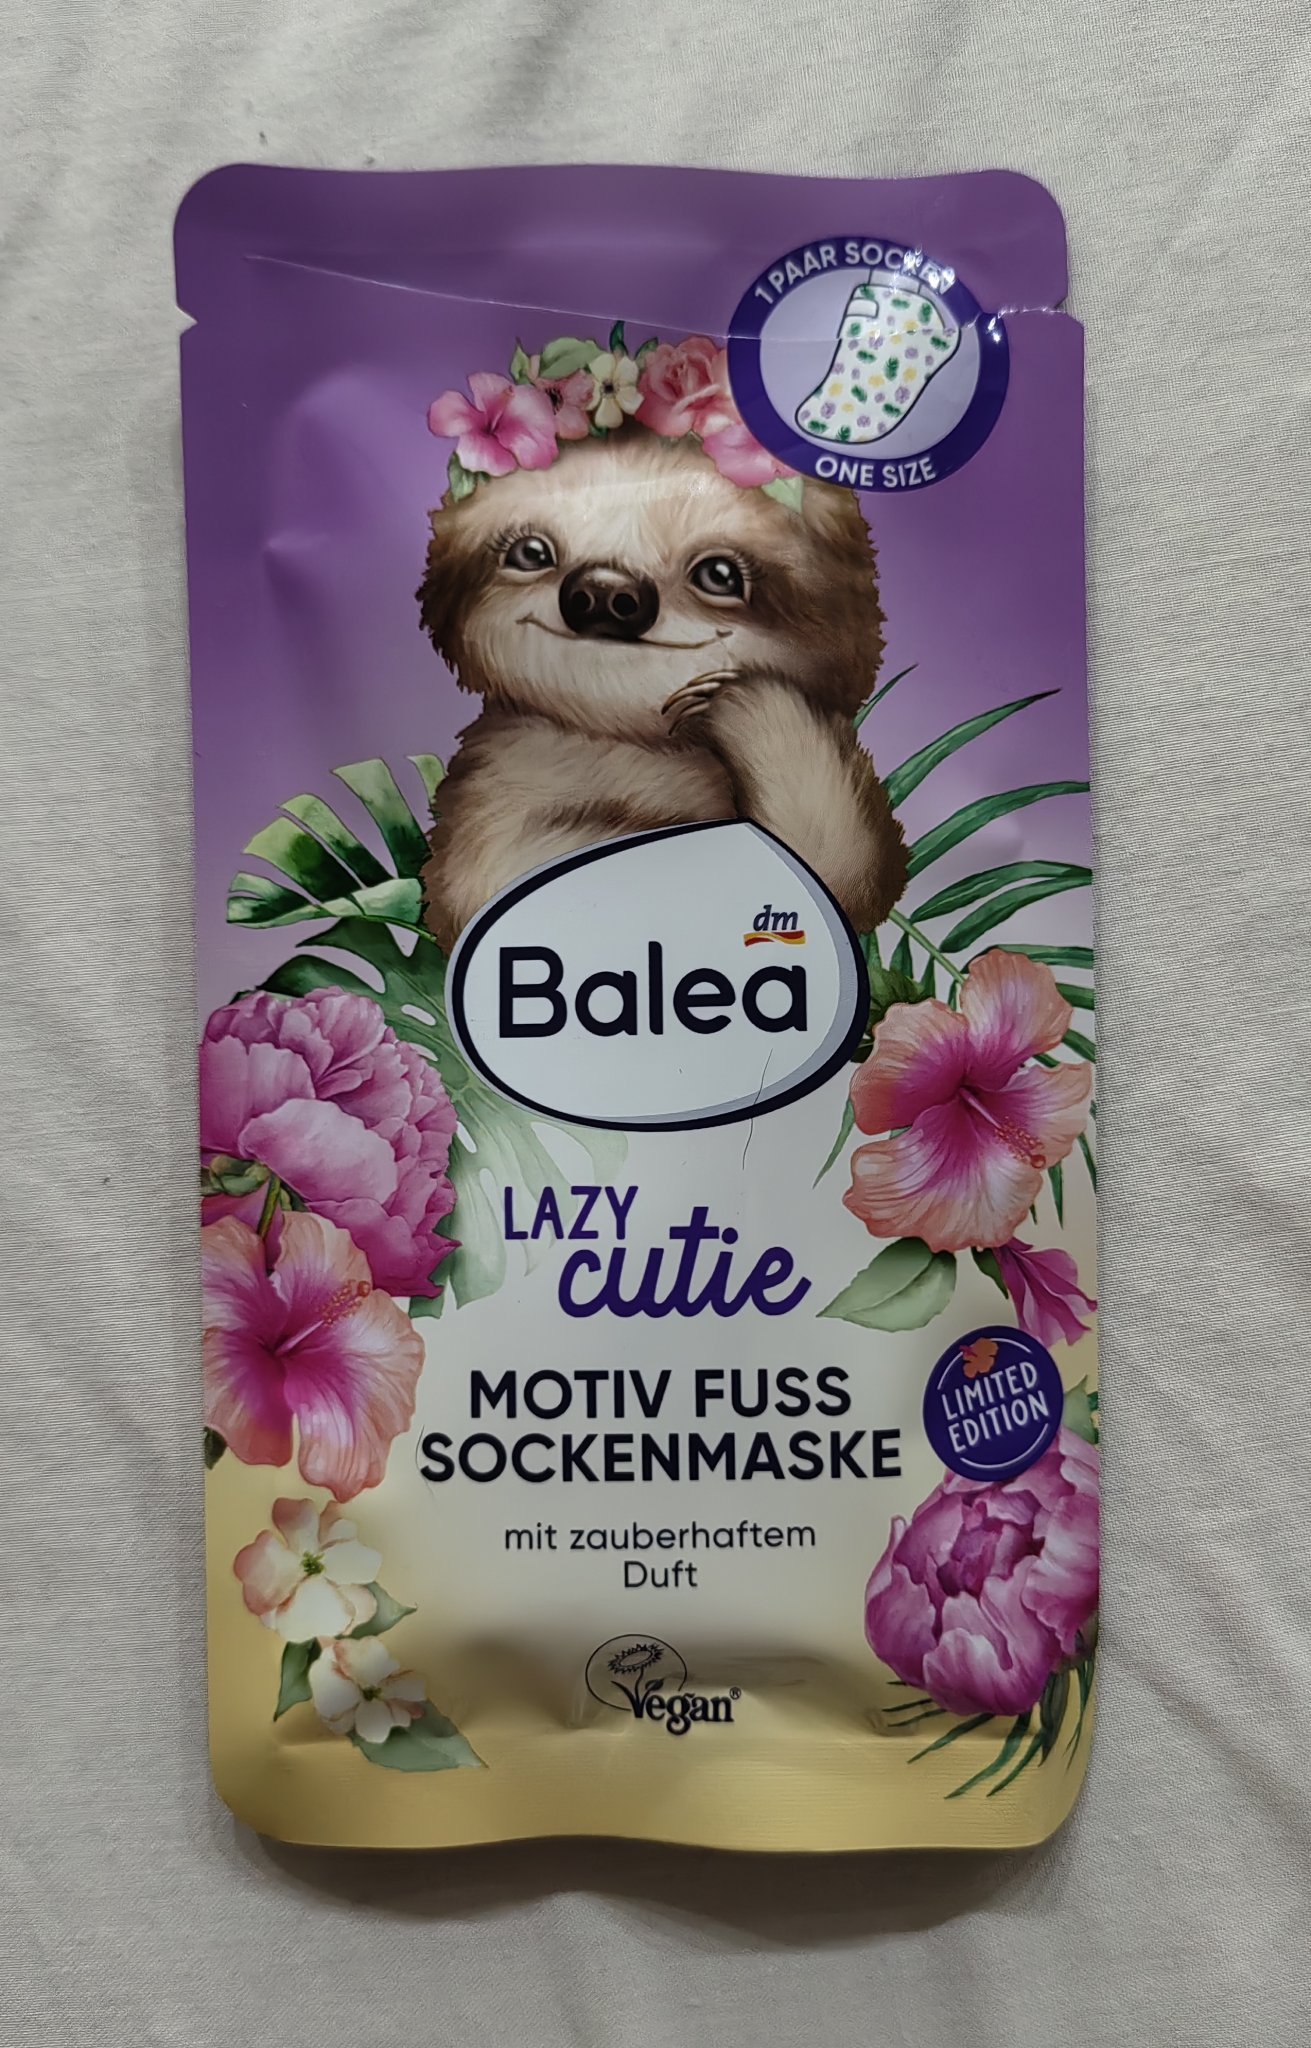 1 PAAR SOCKEN
ONE SIZE
dm
Balea
LAZY
cutie
MOTIV FUSS
SOCKENMASKE
LIMITED
EDITION
mit zauberhaftem
Duft
Vegan®